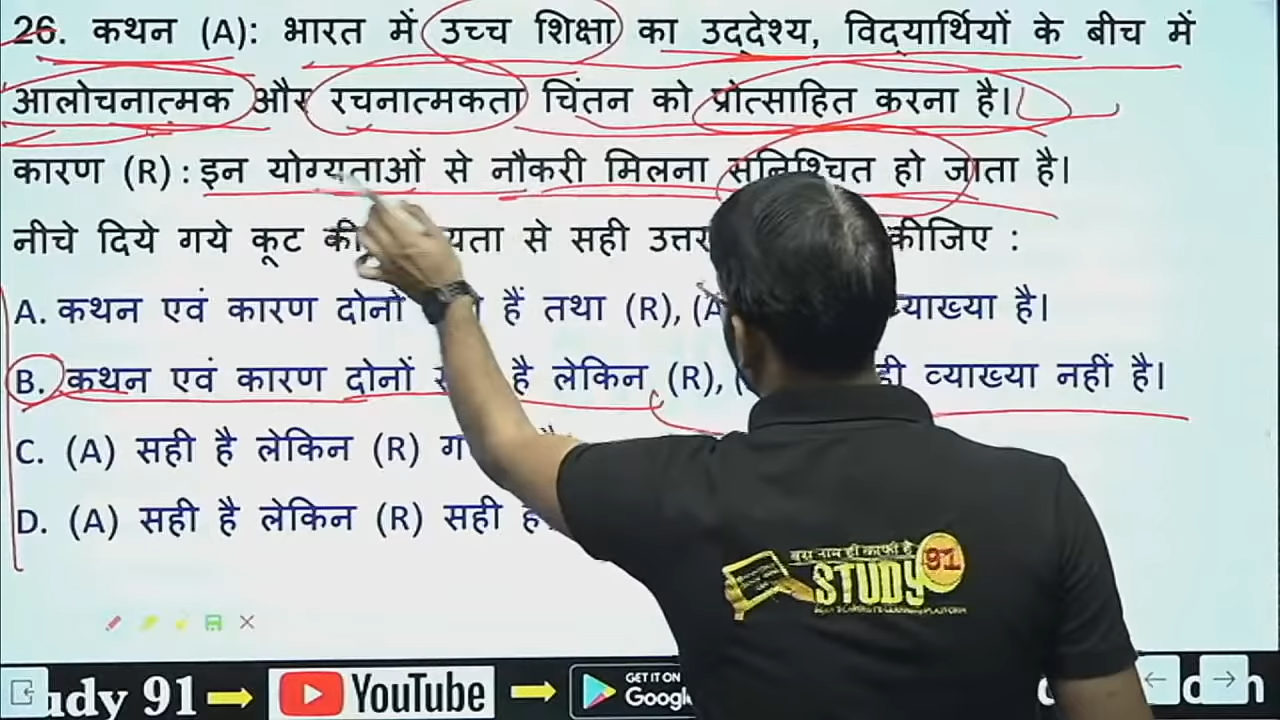 26. कथन (A): भारत में उच्च शिक्षा का उद्देश्य, विद्यार्थियों के बीच में
आलोचनात्मक और रचनात्मकता चिंतन को प्रोत्साहित करना है।
कारण (R) : इन योग्यताओं से नौकरी मिलना सुनिश्चित हो जाता है।
नीचे दिये गये कूट की से सही उत्तर कीजिए :
A. कथन एवं कारण दोनों हैं तथा (R), (A व्याख्या है।
B. कथन एवं कारण दोनों है लेकिन (R), ( व्याख्या नहीं है।
C. (A) सही है लेकिन (R)
D. (A) सही है लेकिन (R) सही
बस नाम ही काफी है
STUDY 91
udy 91 YouTube GET IT ON Google